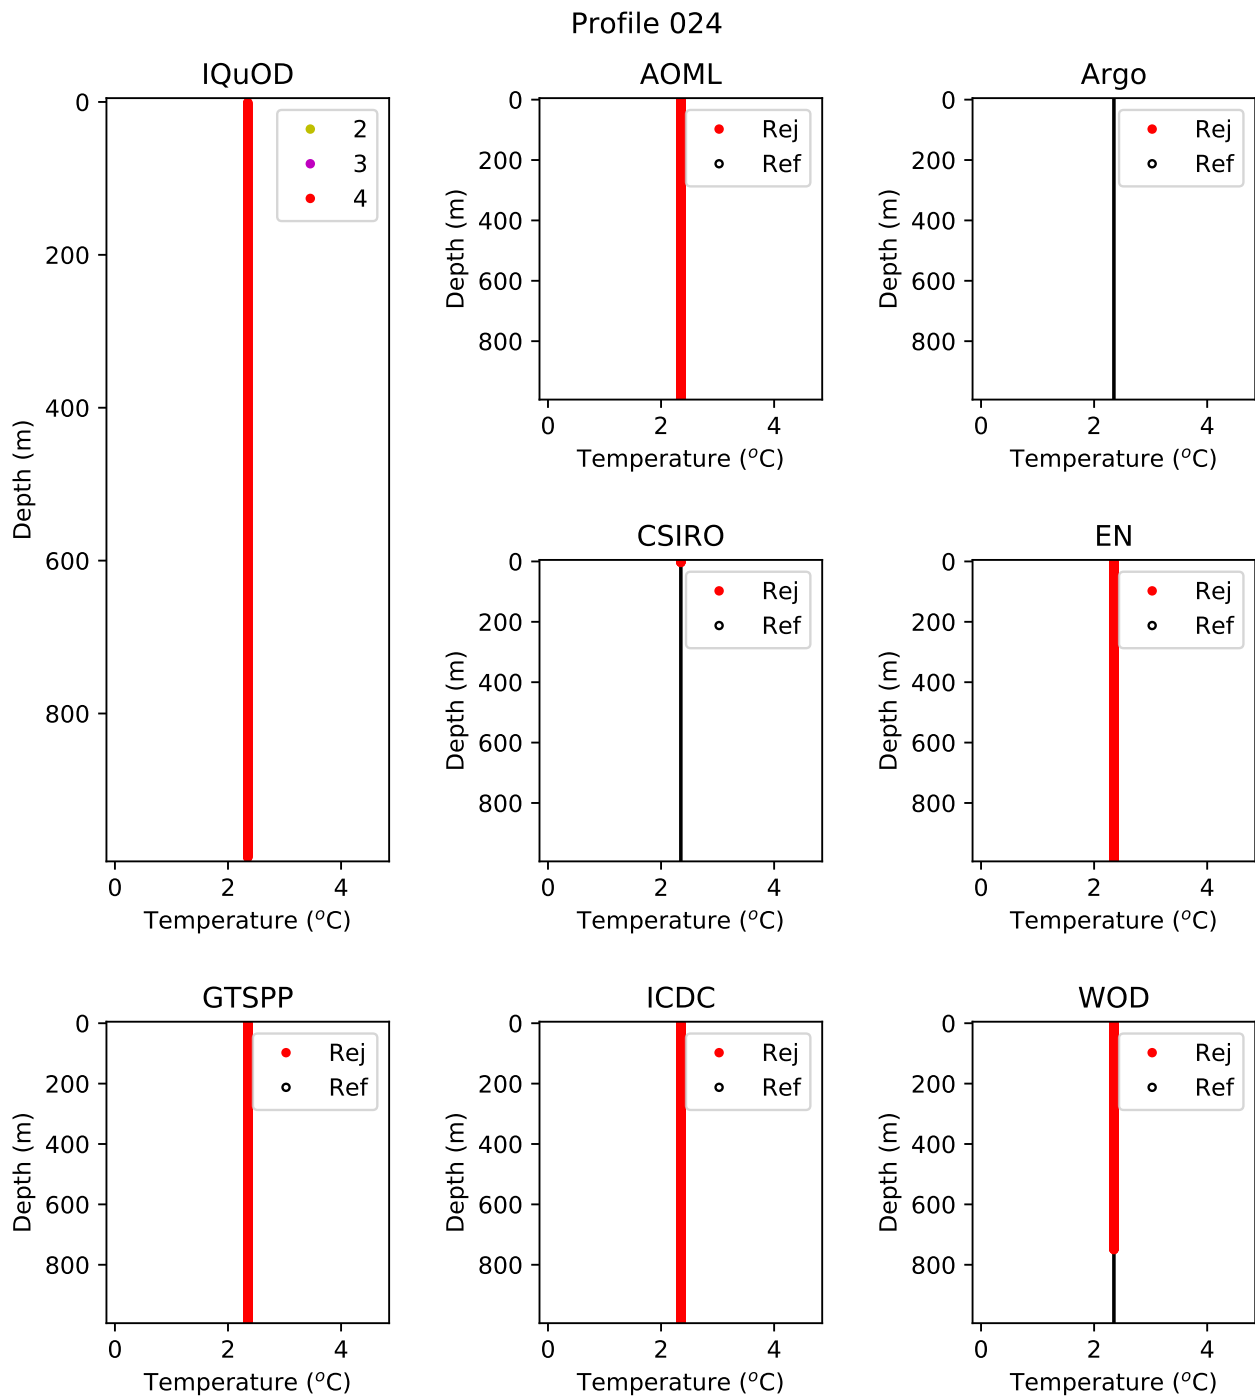 Profile 024
IQuOD
0
200
400
600
800
Depth (m)
0 2 4
Temperature (°C)
2
3
4
AOML
0
200
400
600
800
Depth (m)
0 2 4
Temperature (°C)
Rej
Ref
Argo
0
200
400
600
800
Depth (m)
0 2 4
Temperature (°C)
Rej
Ref
CSIRO
0
200
400
600
800
Depth (m)
0 2 4
Temperature (°C)
Rej
Ref
EN
0
200
400
600
800
Depth (m)
0 2 4
Temperature (°C)
Rej
Ref
GTSPP
0
200
400
600
800
Depth (m)
0 2 4
Temperature (°C)
Rej
Ref
ICDC
0
200
400
600
800
Depth (m)
0 2 4
Temperature (°C)
Rej
Ref
WOD
0
200
400
600
800
Depth (m)
0 2 4
Temperature (°C)
Rej
Ref